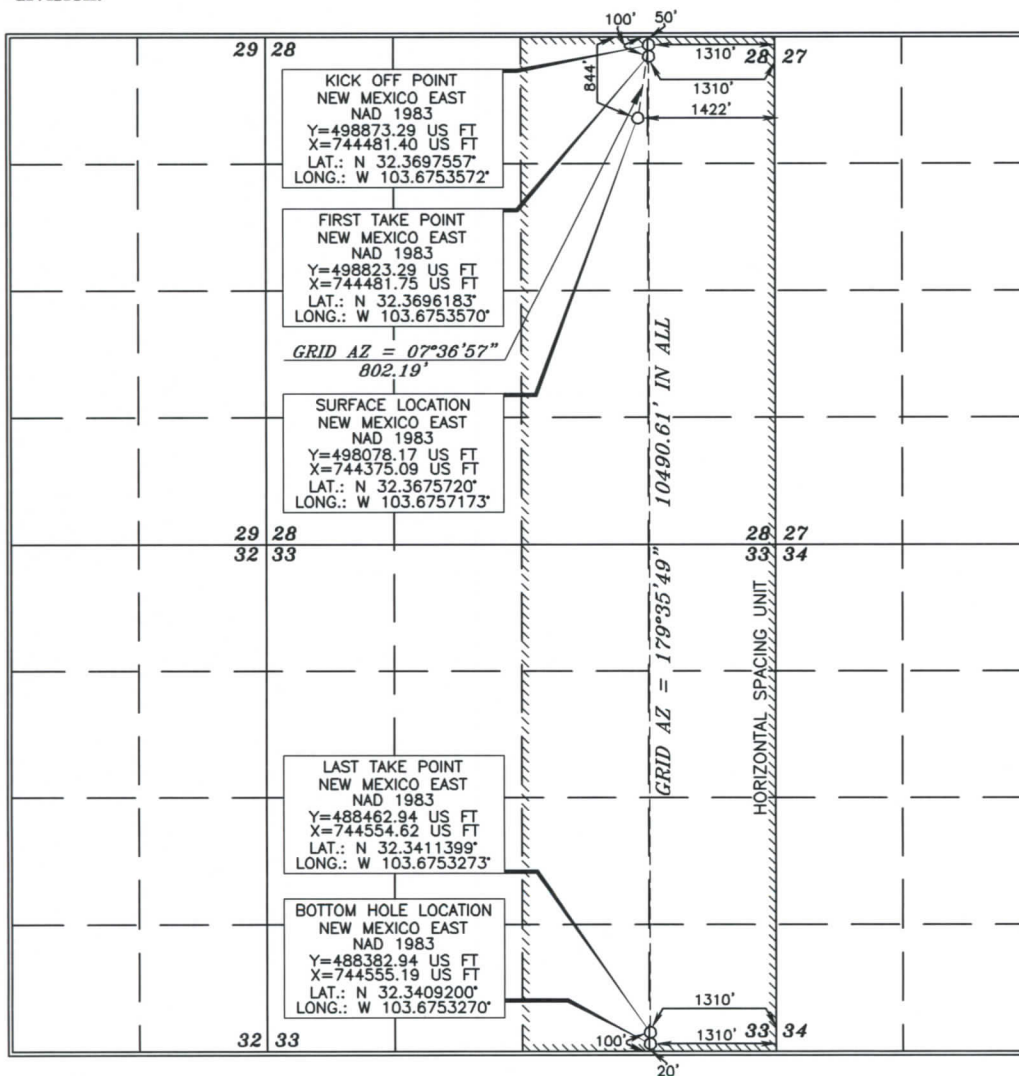 100' 50'
29 28
1310'
28 27
844'
1310'
1422'
KICK OFF POINT
NEW MEXICO EAST
NAD 1983
Y=498873.29 US FT
X=744481.40 US FT
LAT.: N 32.3697557°
LONG.: W 103.6753572°
FIRST TAKE POINT
NEW MEXICO EAST
NAD 1983
Y=498823.29 US FT
X=744481.75 US FT
LAT.: N 32.3696183°
LONG.: W 103.6753570°
GRID AZ = 07°36'57"
802.19'
SURFACE LOCATION
NEW MEXICO EAST
NAD 1983
Y=498078.17 US FT
X=744375.09 US FT
LAT.: N 32.3675720°
LONG.: W 103.6757173°
GRID AZ = 179°35'49" 10490.61' IN ALL
29 28
32 33
28 27
33 34
HORIZONTAL SPACING UNIT
LAST TAKE POINT
NEW MEXICO EAST
NAD 1983
Y=488462.94 US FT
X=744554.62 US FT
LAT.: N 32.3411399°
LONG.: W 103.6753273°
BOTTOM HOLE LOCATION
NEW MEXICO EAST
NAD 1983
Y=488382.94 US FT
X=744555.19 US FT
LAT.: N 32.3409200°
LONG.: W 103.6753270°
1310'
32 33
100'
1310'
33 34
20'